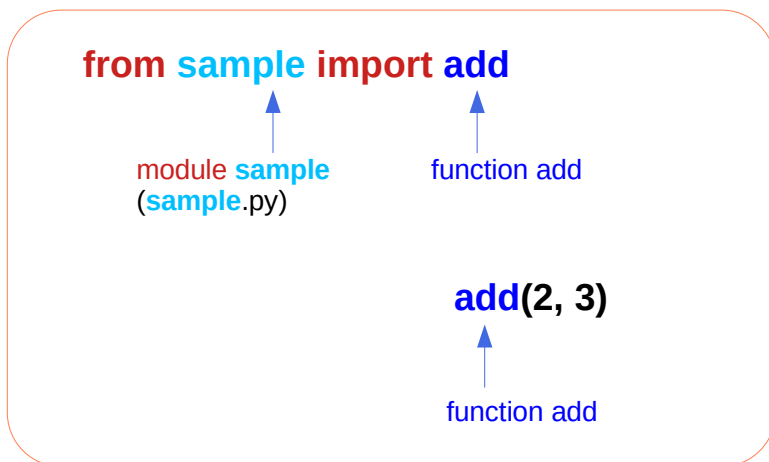 from sample import add
module sample
(sample.py)
function add
add(2, 3)
function add